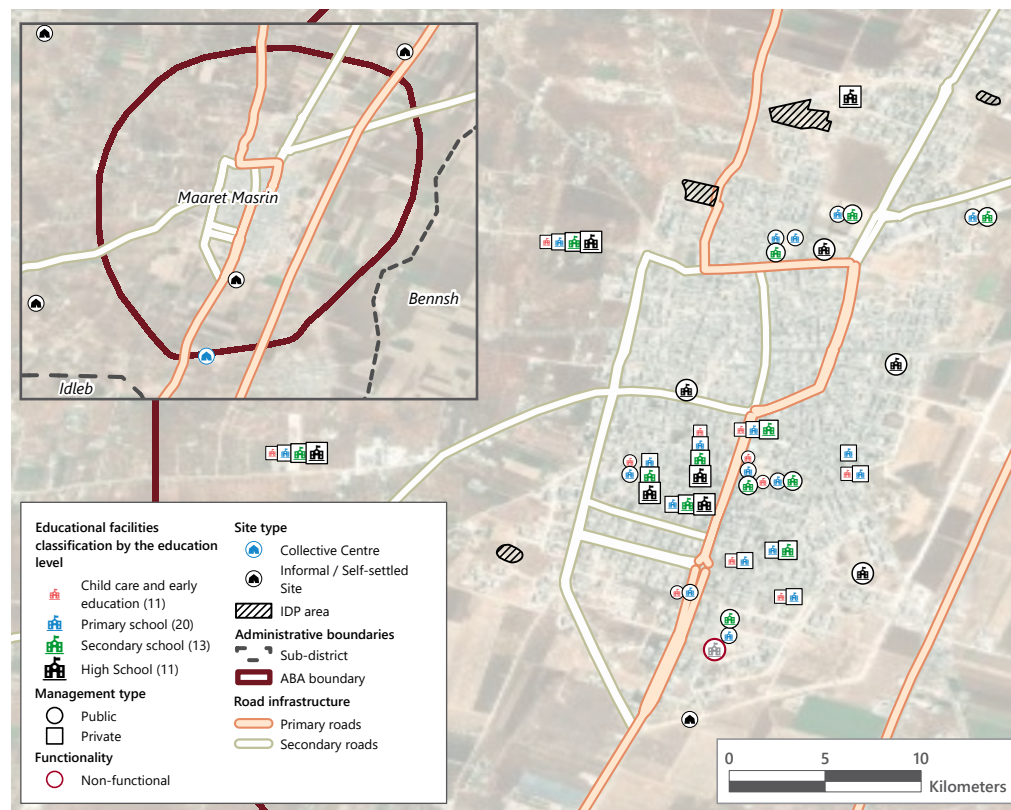 Maaret Masrin
Bennsh
Idleb
Educational facilities
classification by the education
level
Child care and early
education (11)
Primary school (20)
Secondary school (13)
High School (11)
Management type
Public
Private
Functionality
Non-functional
Site type
Collective Centre
Informal / Self-settled
Site
IDP area
Administrative boundaries
Sub-district
ABA boundary
Road infrastructure
Primary roads
Secondary roads
0 5 10
Kilometers